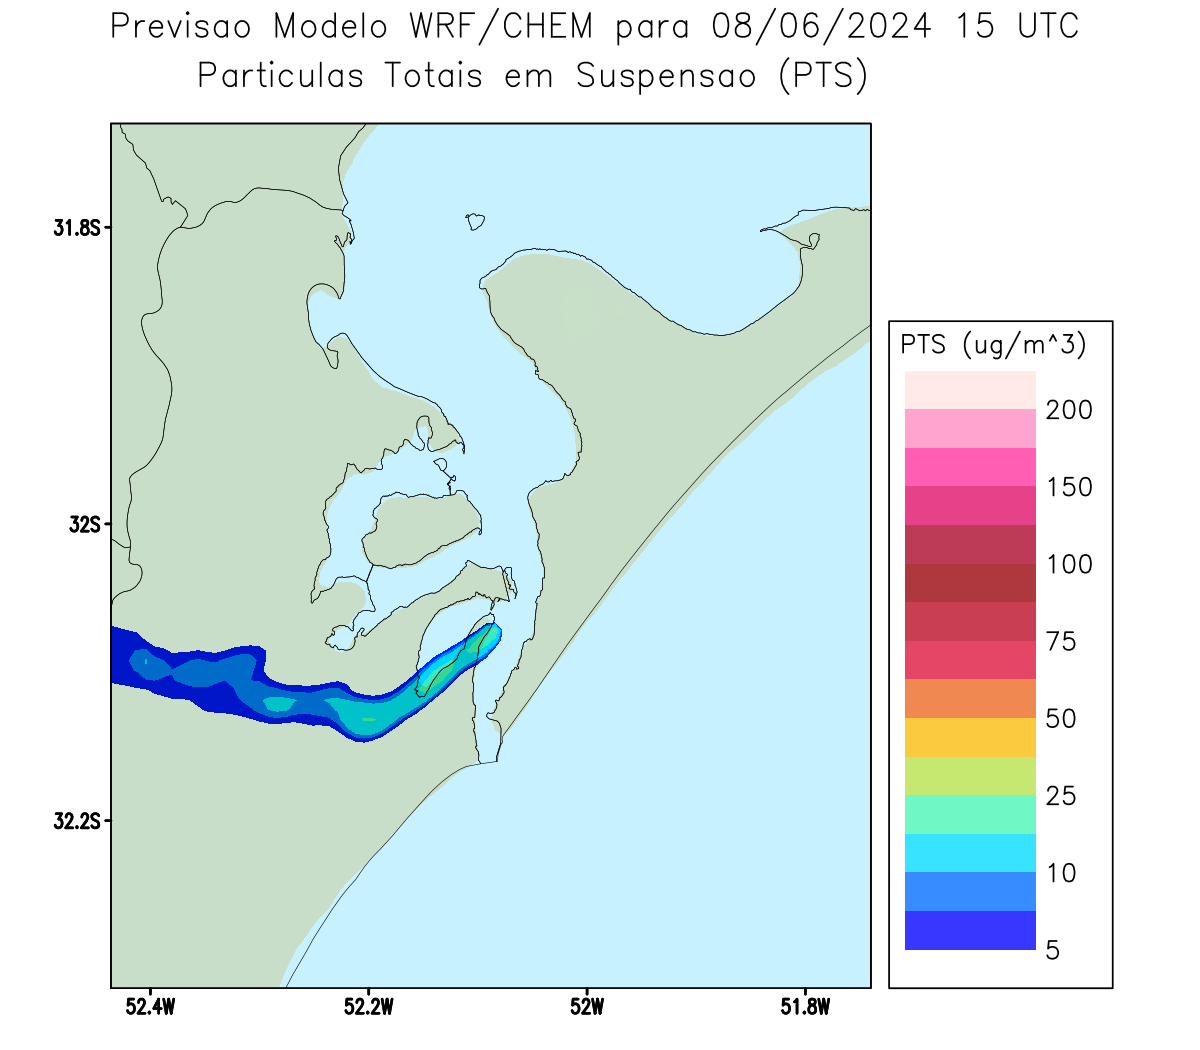 Previsao Modelo WRF/CHEM para 08/06/2024 15 UTC
Particulas Totais em Suspensao (PTS)
31.8S
32S
32.2S
52.4W
52.2W
52W
51.8W
PTS (ug/m^3)
200
150
100
75
50
25
10
5